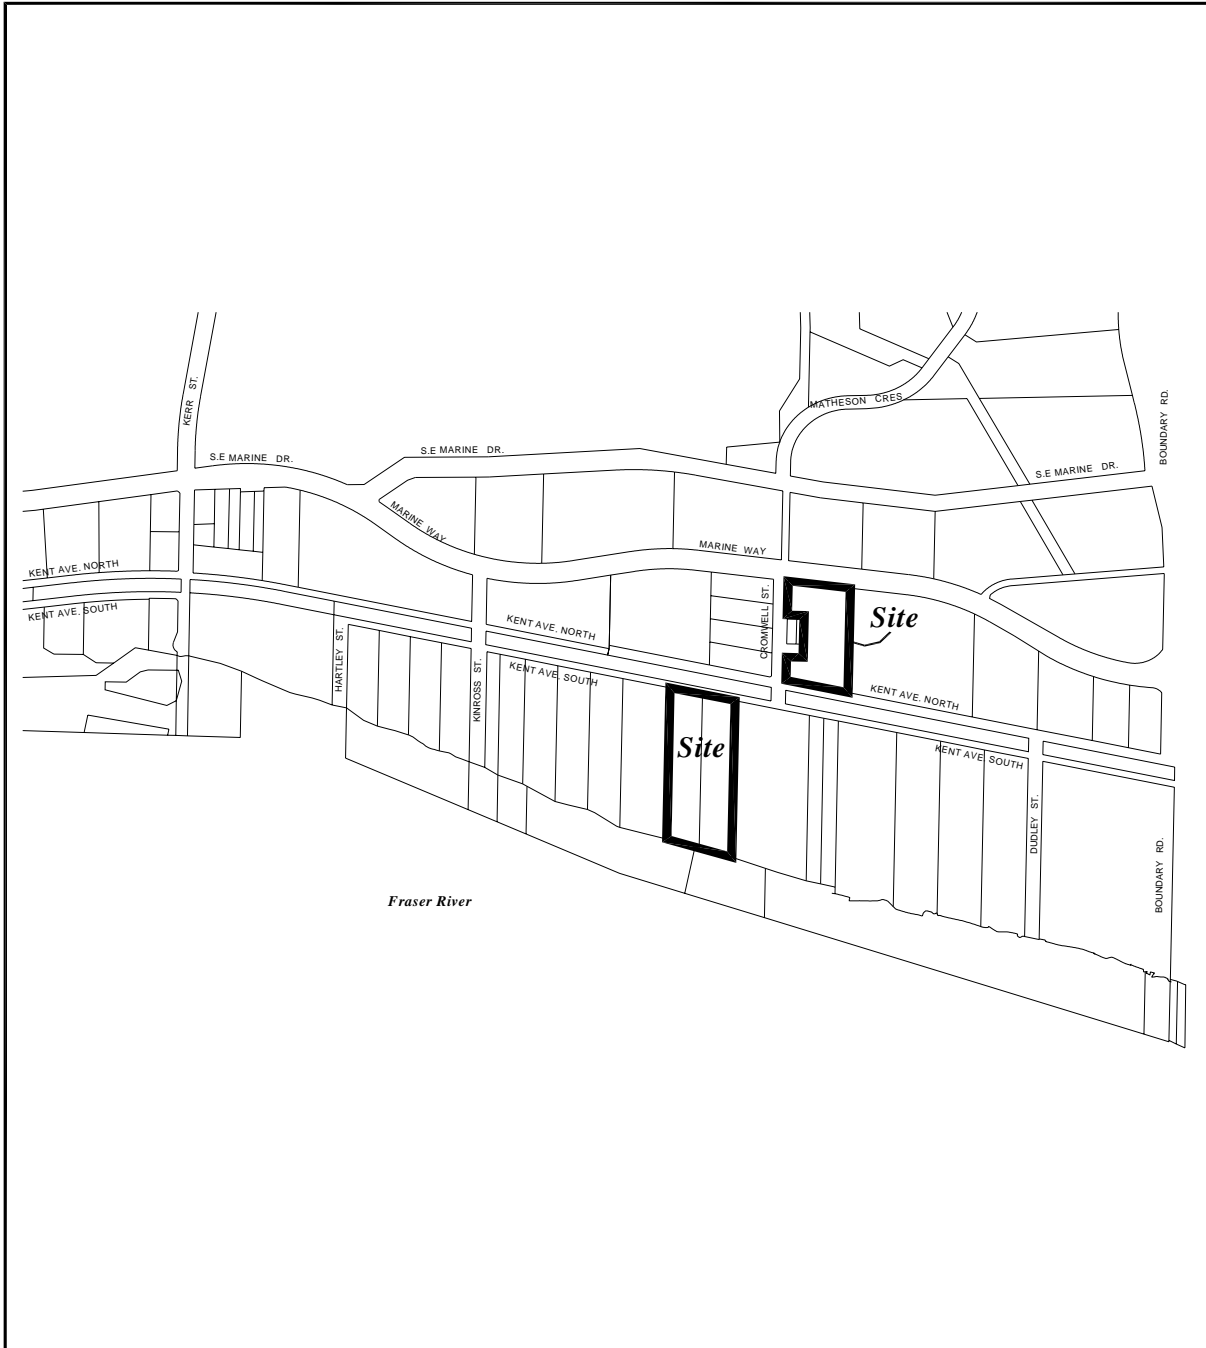 KERR ST.
MATHESON CRES
BOUNDARY RD.
S.E MARINE DR.
S.E MARINE DR.
S.E MARINE DR.
MARINE WAY
MARINE WAY
KENT AVE. NORTH
KENT AVE. SOUTH
CROMWELL ST.
Site
KENT AVE. NORTH
HARTLEY ST.
KINROSS ST.
KENT AVE. SOUTH
KENT AVE. NORTH
Site
KENT AVE. SOUTH
DUDLEY ST.
BOUNDARY RD.
Fraser River